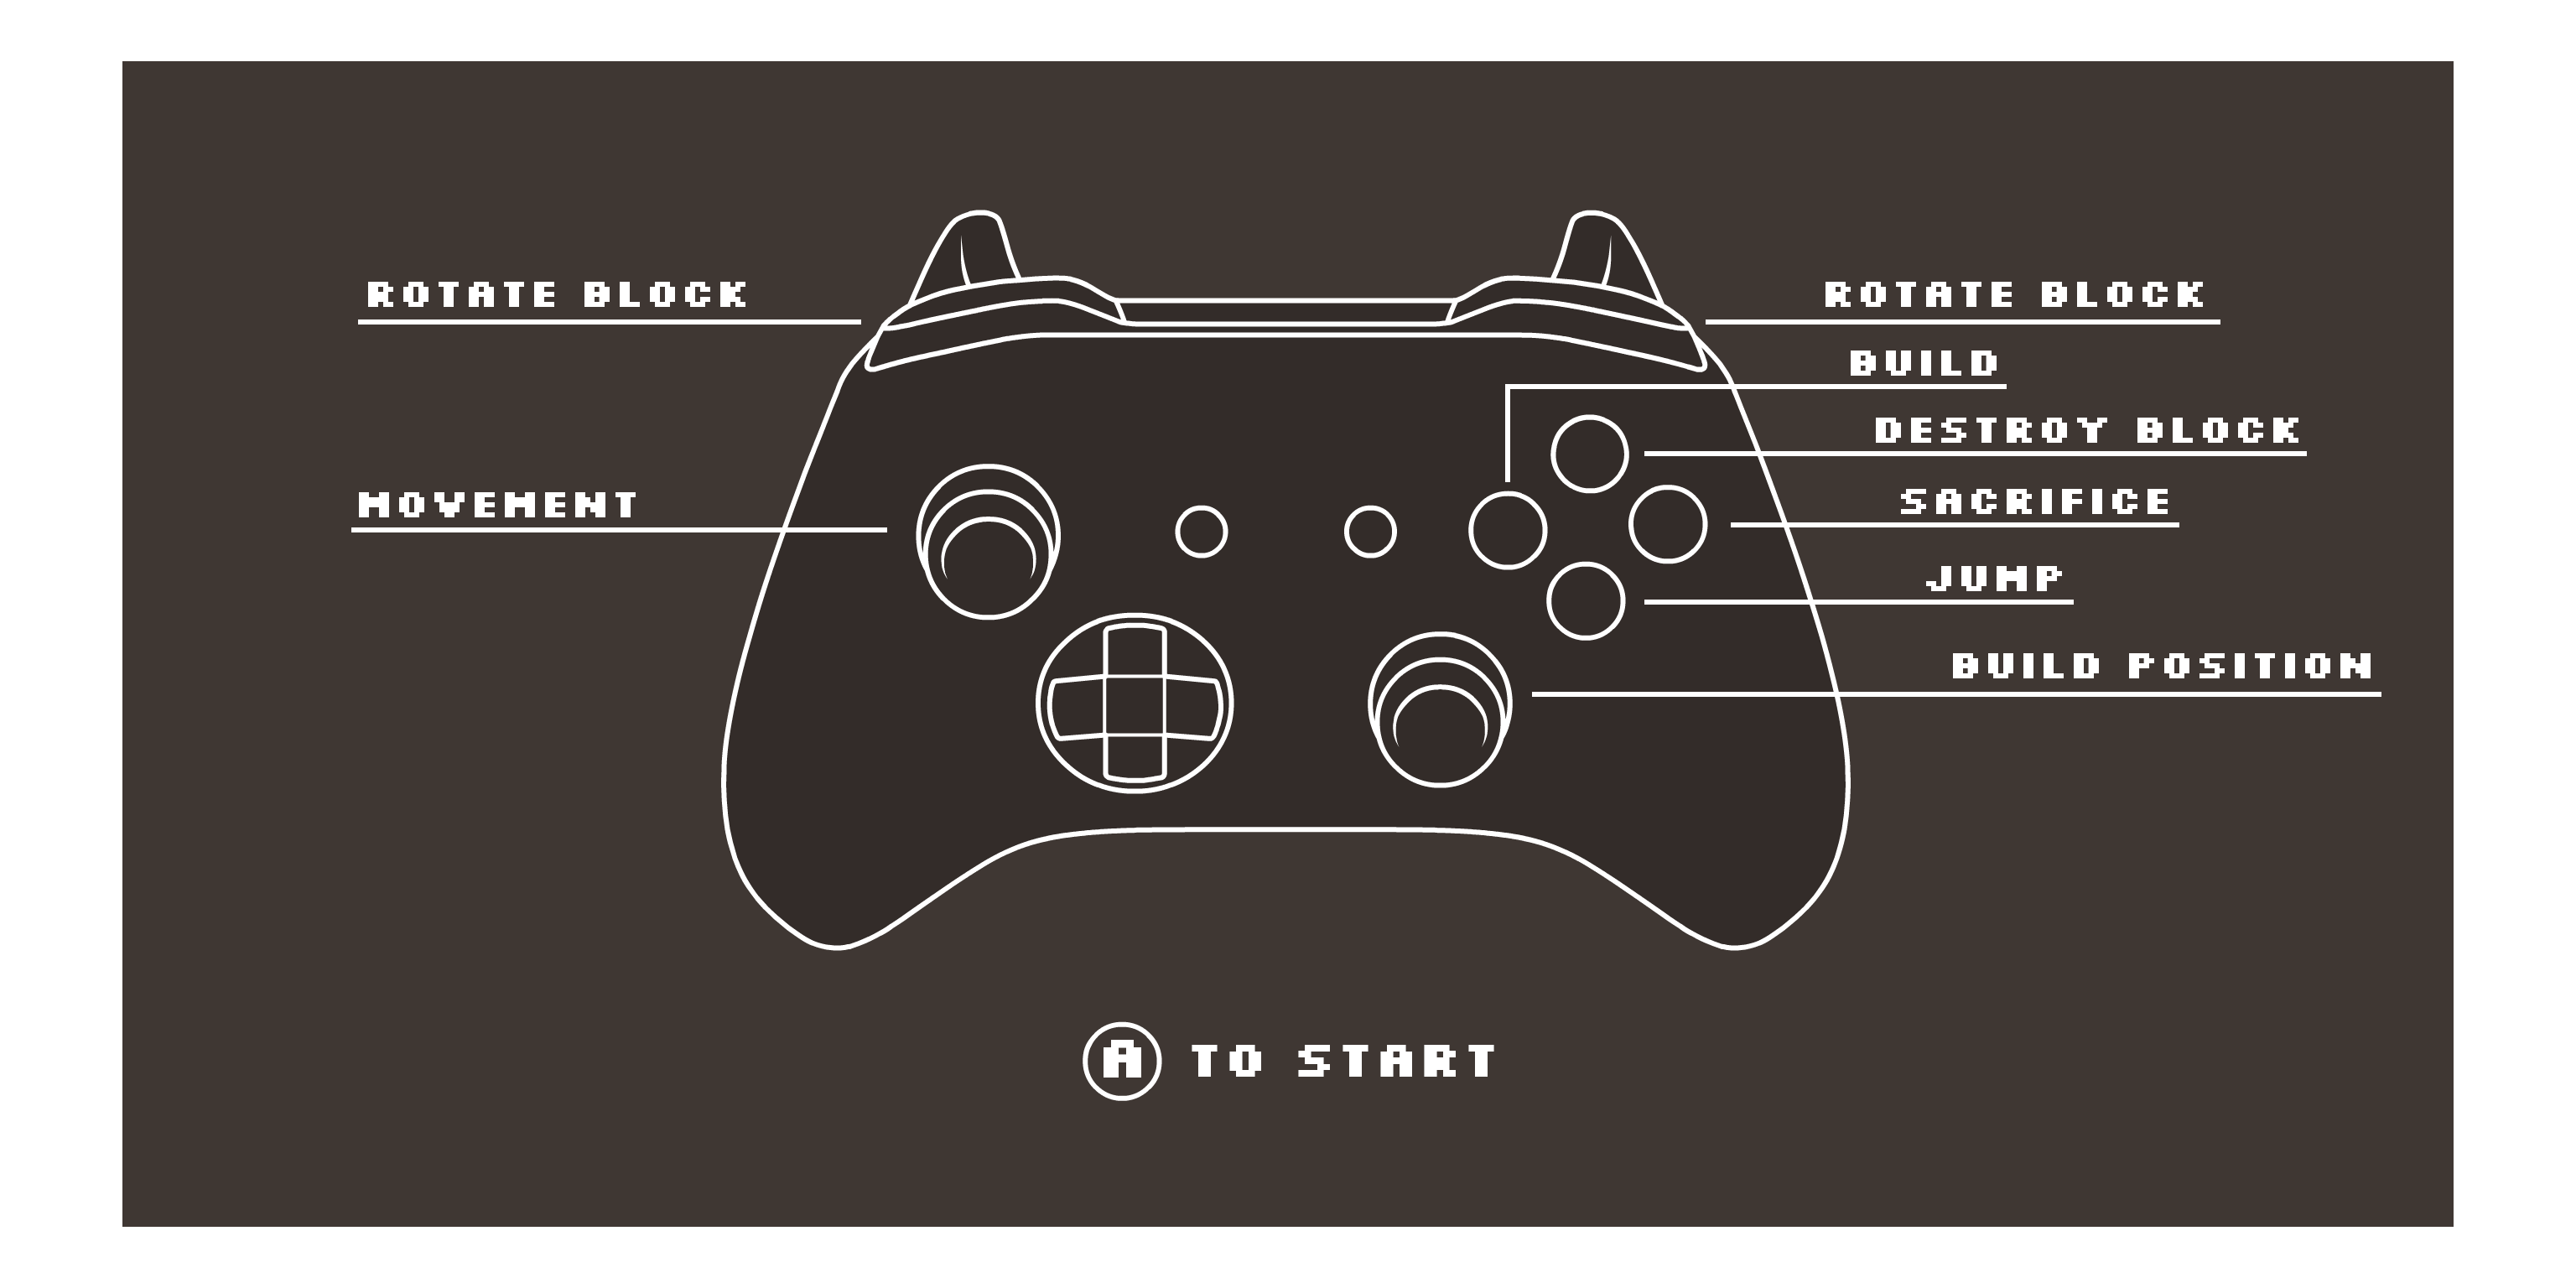 ROTATE BLOCK
ROTATE BLOCK
BUILD
DESTROY BLOCK
MOVEMENT
SACRIFICE
JUMP
BUILD POSITION
A TO START